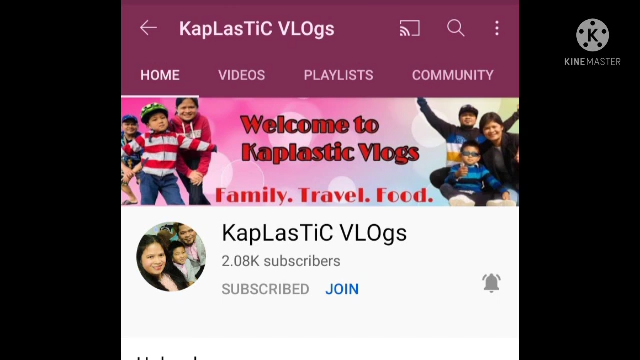 KapLasTiC VLOgs
K
KINEMASTER
HOME VIDEOS PLAYLISTS COMMUNITY
Welcome to
Kaplastic Vlogs
Family. Travel. Food.
KapLasTiC VLOgs
2.08K subscribers
SUBSCRIBED JOIN